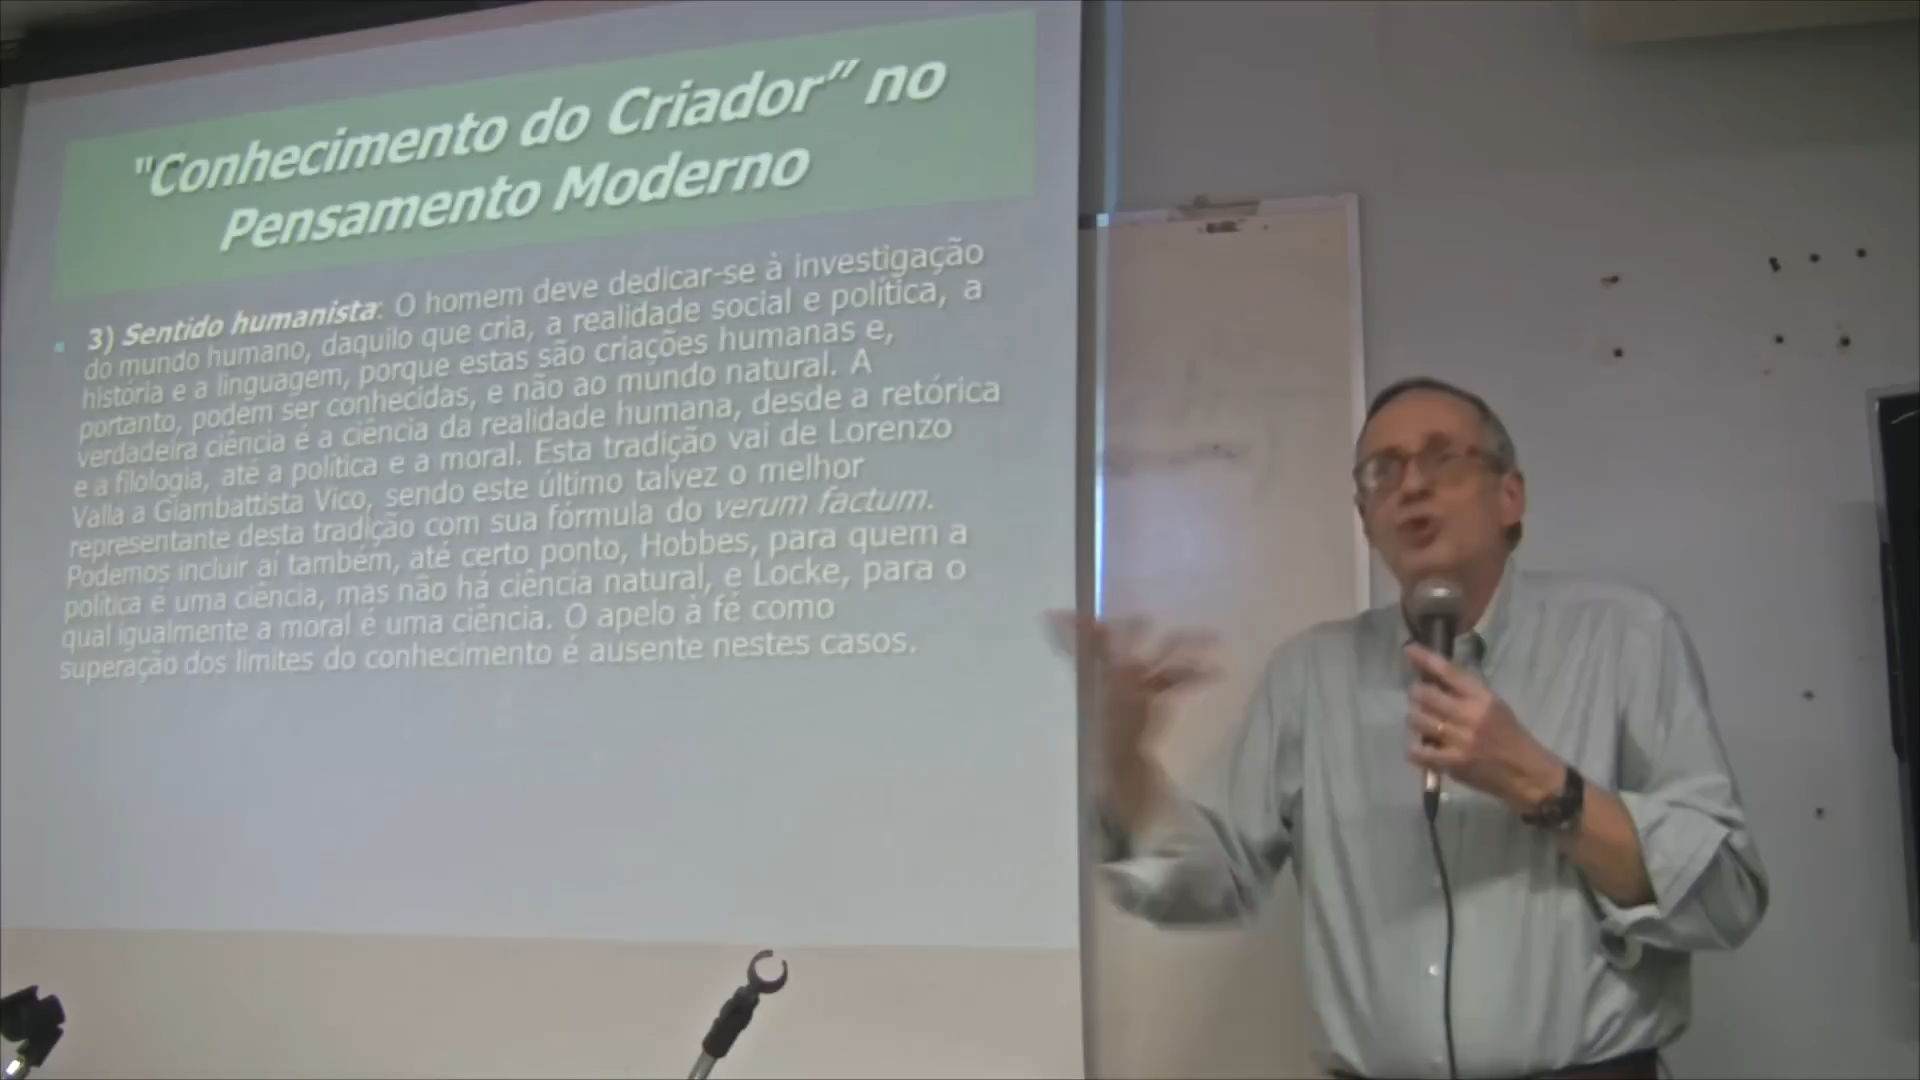 "Conhecimento do Criador” no
Pensamento Moderno
3) Sentido humanista: O homem deve dedicar-se à investigação
do mundo humano, daquilo que cria, a realidade social e política, a
história e a linguagem, porque estas são criações humanas e,
portanto, podem ser conhecidas, e não ao mundo natural. A
verdadeira ciência é a ciência da realidade humana, desde a retórica
e a filologia, até a política e a moral. Esta tradição vai de Lorenzo
Valla a Giambattista Vico, sendo este último talvez o melhor
representante desta tradição com sua fórmula do verum factum.
Podemos incluir aí também, até certo ponto, Hobbes, para quem a
política é uma ciência, mas não há ciência natural, e Locke, para o
qual igualmente a moral é uma ciência. O apelo à fé como
superação dos limites do conhecimento é ausente nestes casos.